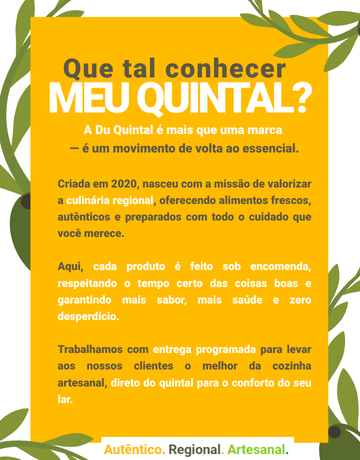 Que tal conhecer
MEU QUINTAL?
A Du Quintal é mais que uma marca
— é um movimento de volta ao essencial.
Criada em 2020, nasceu com a missão de valorizar
a culinária regional, oferecendo alimentos frescos,
autênticos e preparados com todo o cuidado que
você merece.
Aqui, cada produto é feito sob encomenda,
respeitando o tempo certo das coisas boas e
garantindo mais sabor, mais saúde e zero
desperdício.
Trabalhamos com entrega programada para levar
aos nossos clientes o melhor da cozinha
artesanal, direto do quintal para o conforto do seu
lar.
Autêntico. Regional. Artesanal.